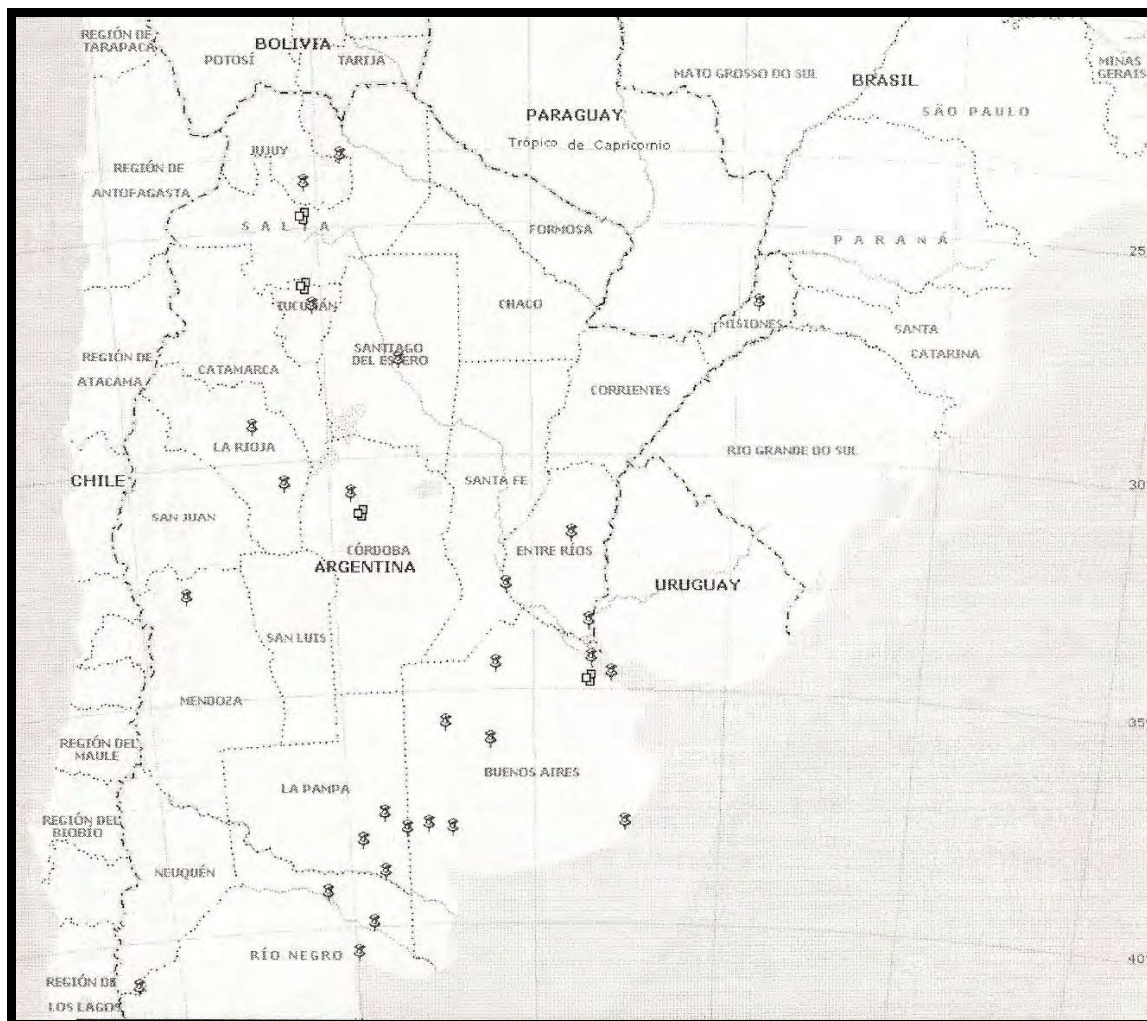 REGIÓN DE
TARAPACA
BOLIVIA
POTOSÍ
TARIJA
MATO GROSSO DO SUL
BRASIL
MINAS
GERAIS
SÃO PAULO
PARAGUAY
Trópico de Capricornio
JUJUY
REGIÓN DE
ANTOFAGASTA
SALTA
FORMOSA
PARANÁ
25
CHACO
TUCUMÁN
MISIONES
SANTA
CATARINA
SANTIAGO
DEL ESTERO
REGIÓN DE
ATACAMA
CATAMARCA
CORRIENTES
LA RIOJA
RIO GRANDE DO SUL
CHILE
SANTA FE
30
SAN JUAN
CÓRDOBA
ENTRE RÍOS
ARGENTINA
URUGUAY
SAN LUIS
MENDOZA
35
REGIÓN DEL
MAULE
BUENOS AIRES
LA PAMPA
REGIÓN DEL
BIOBÍO
NEUQUÉN
RÍO NEGRO
40
REGIÓN DE
LOS LAGOS